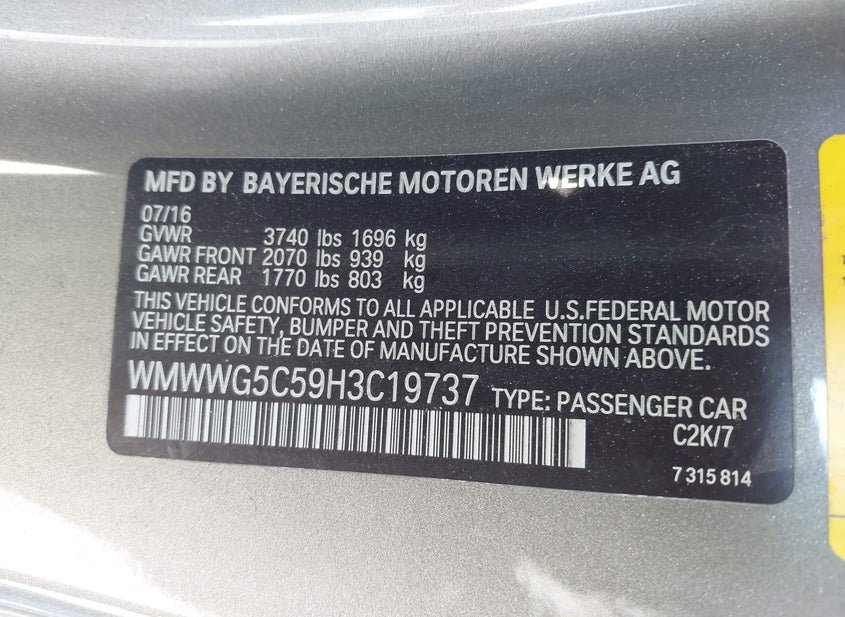 MFD BY BAYERISCHE MOTOREN WERKE AG
07/16
GVWR 3740 lbs 1696 kg
GAWR FRONT 2070 lbs 939 kg
GAWR REAR 1770 lbs 803 kg
THIS VEHICLE CONFORMS TO ALL APPLICABLE U.S.FEDERAL MOTOR
VEHICLE SAFETY, BUMPER AND THEFT PREVENTION STANDARDS
IN EFFECT ON THE DATE OF MANUFACTURE SHOWN ABOVE.
WMWWG5C59H3C19737 TYPE: PASSENGER CAR
C2K/7
7 315 814